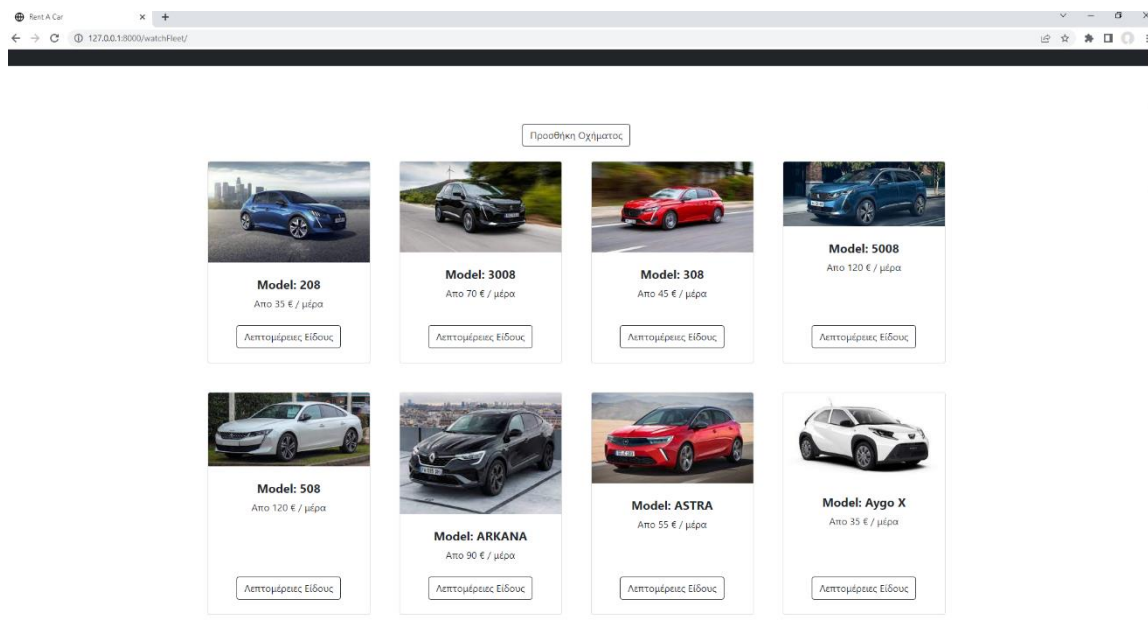 Rent A Car
127.0.0.1:8000/watchFleet/
Προσθήκη Οχήματος
Model: 208
Απο 35 € / μέρα
Λεπτομέρειες Είδους
Model: 3008
Απο 70 € / μέρα
Λεπτομέρειες Είδους
Model: 308
Απο 45 € / μέρα
Λεπτομέρειες Είδους
Model: 5008
Απο 120 € / μέρα
Λεπτομέρειες Είδους
Model: 508
Απο 120 € / μέρα
Λεπτομέρειες Είδους
Model: ARKANA
Απο 90 € / μέρα
Λεπτομέρειες Είδους
Model: ASTRA
Απο 55 € / μέρα
Λεπτομέρειες Είδους
Model: Aygo X
Απο 35 € / μέρα
Λεπτομέρειες Είδους